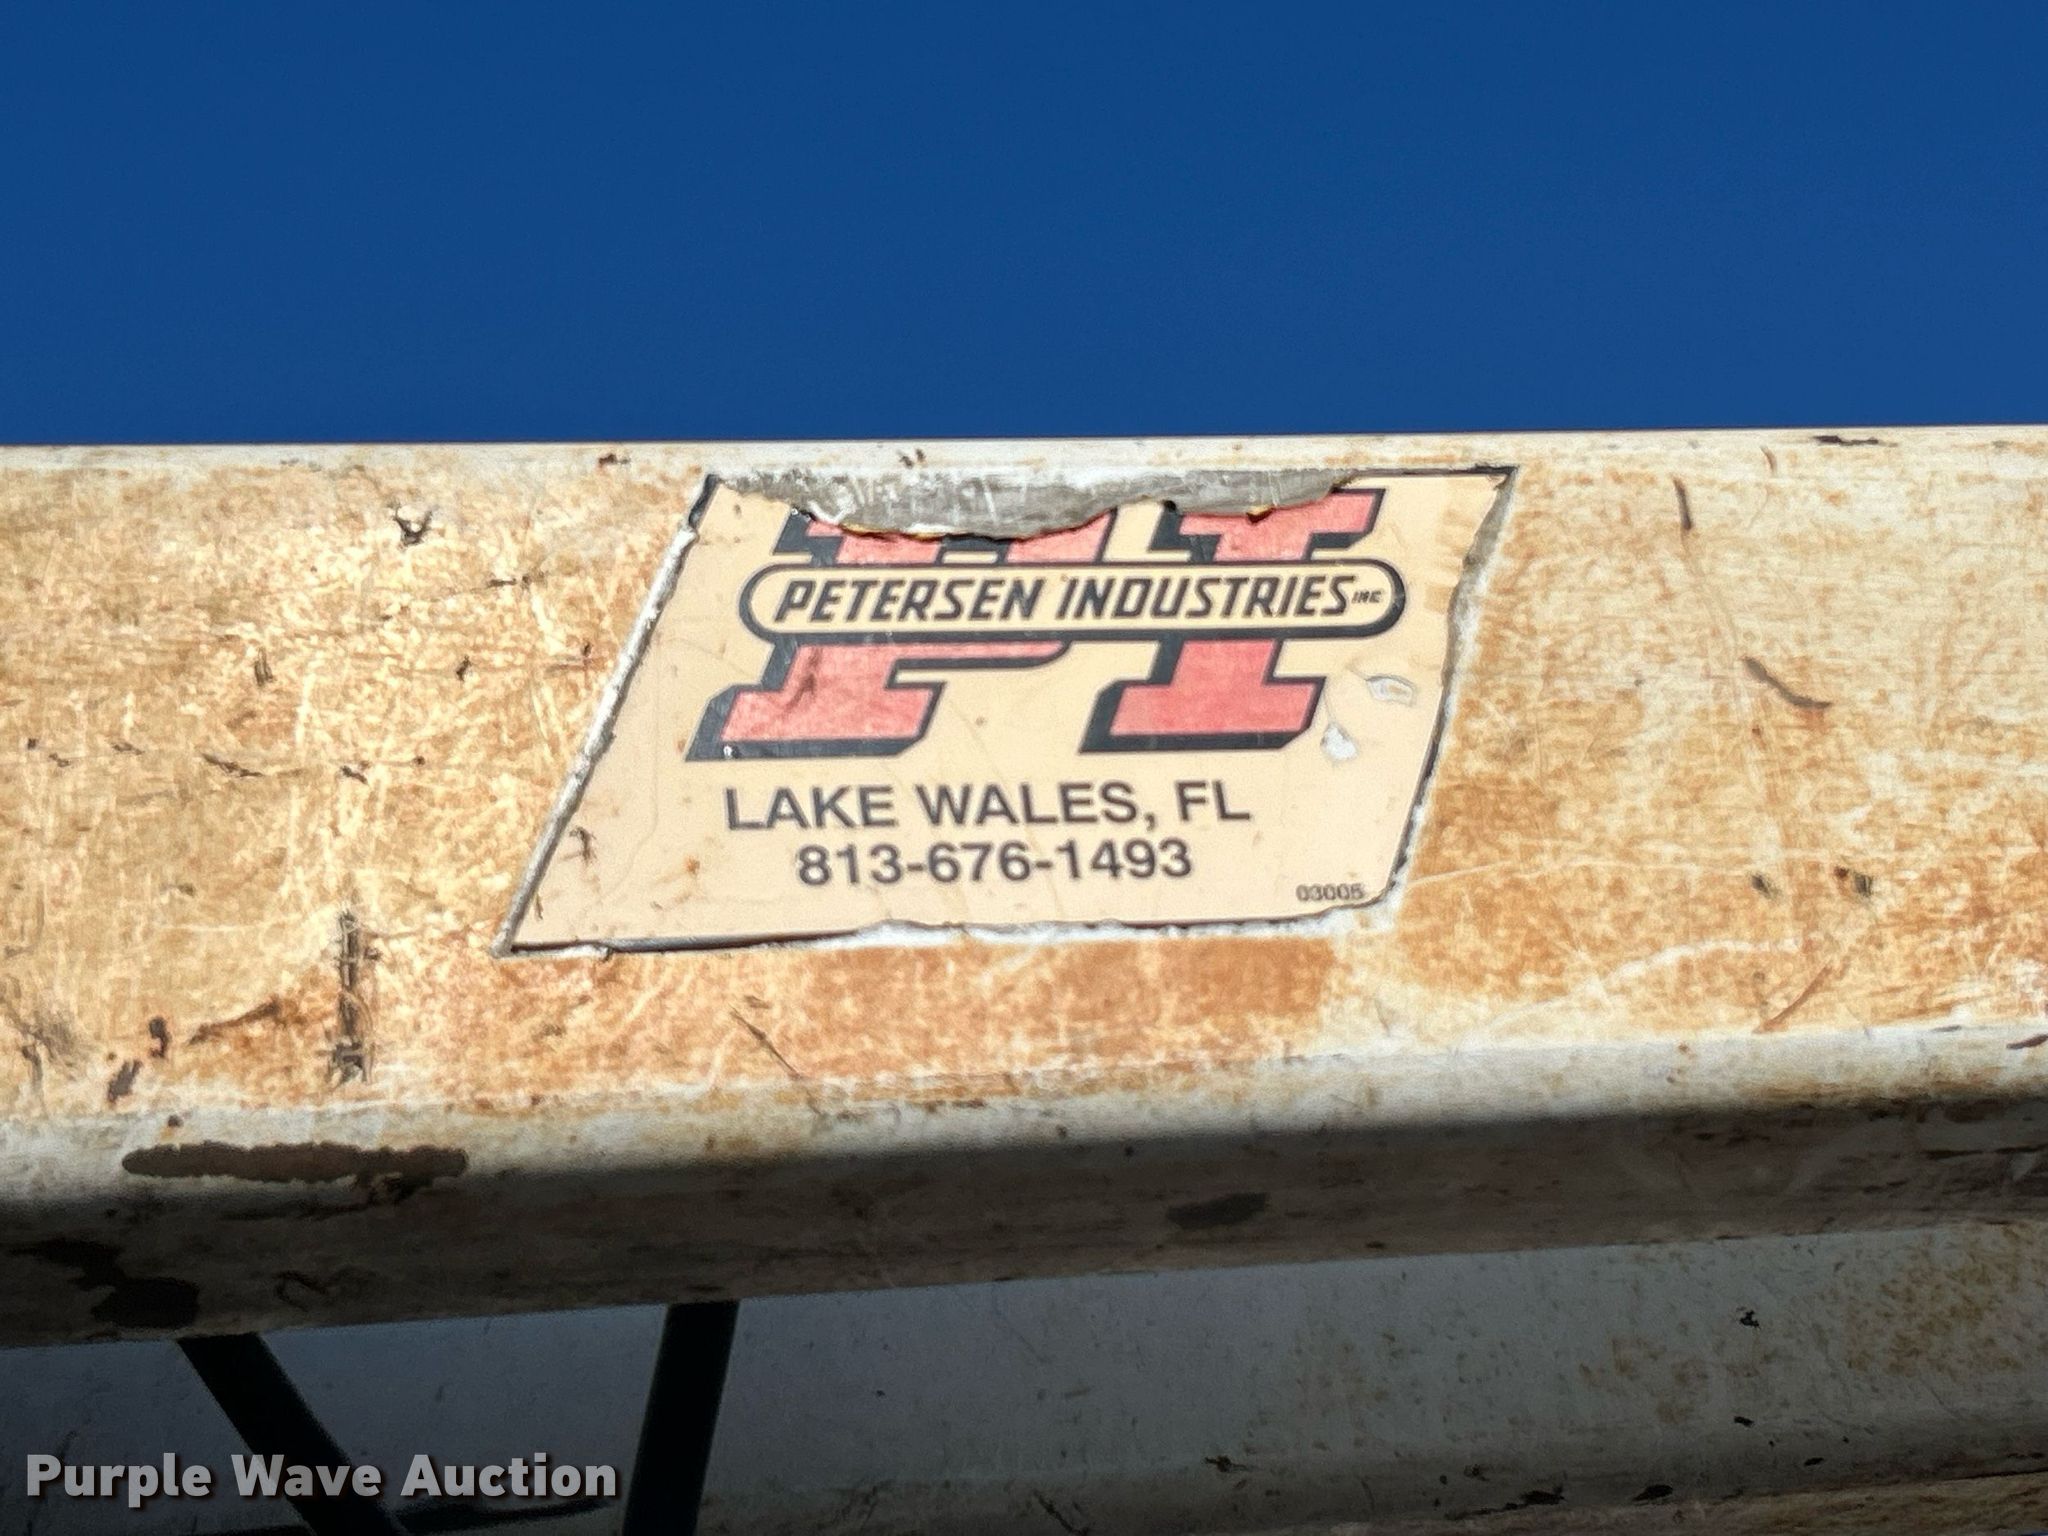 PI
PETERSEN INDUSTRIES INC
LAKE WALES, FL
813-676-1493
03005
Purple Wave Auction